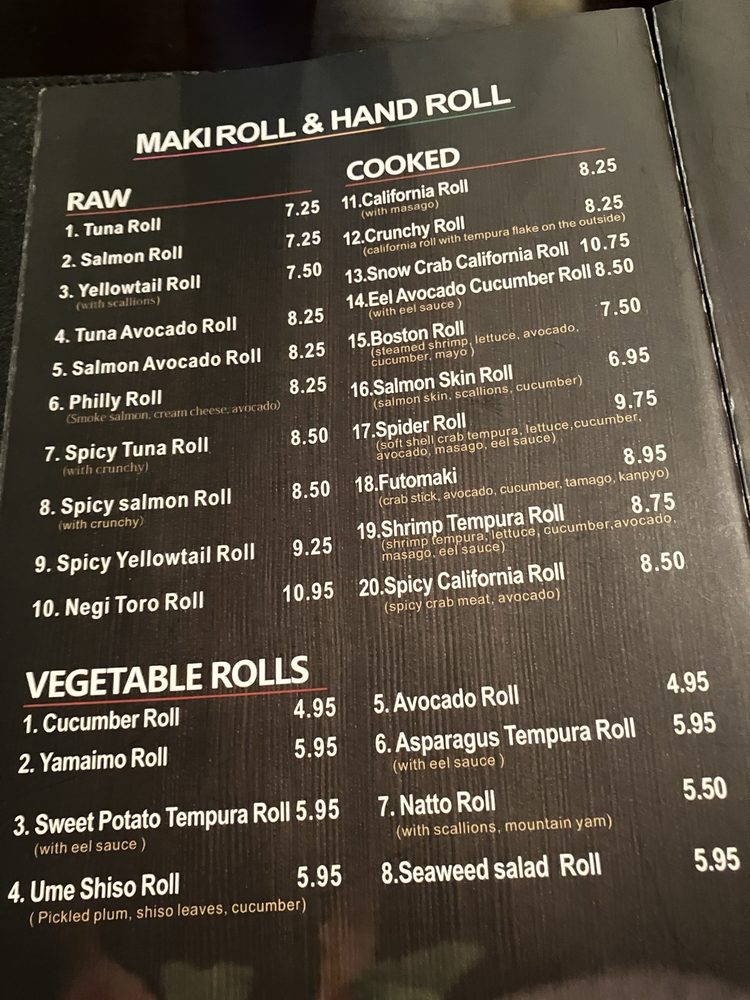 MAKI ROLL & HAND ROLL
RAW
1. Tuna Roll 7.25
2. Salmon Roll 7.25
3. Yellowtail Roll 7.50
(with scallions)
4. Tuna Avocado Roll 8.25
5. Salmon Avocado Roll 8.25
6. Philly Roll 8.25
(Smoke salmon, cream cheese, avocado)
7. Spicy Tuna Roll 8.50
(with crunchy)
8. Spicy salmon Roll 8.50
(with crunchy)
9. Spicy Yellowtail Roll 9.25
10. Negi Toro Roll 10.95
COOKED
11.California Roll 8.25
(with masago)
12.Crunchy Roll 8.25
(california roll with tempura flake on the outside)
13.Snow Crab California Roll 10.75
14.Eel Avocado Cucumber Roll 8.50
(with eel sauce )
15.Boston Roll 7.50
(steamed shrimp, lettuce, avocado,
cucumber, mayo )
16.Salmon Skin Roll 6.95
(salmon skin, scallions, cucumber)
17.Spider Roll 9.75
(soft shell crab tempura, lettuce,cucumber,
avocado, masago, eel sauce)
18.Futomaki 8.95
(crab stick, avocado, cucumber, tamago, kanpyo)
19.Shrimp Tempura Roll 8.75
(shrimp tempura, lettuce, cucumber,avocado,
masago, eel sauce)
20.Spicy California Roll 8.50
(spicy crab meat, avocado)
VEGETABLE ROLLS
1. Cucumber Roll 4.95
2. Yamaimo Roll 5.95
3. Sweet Potato Tempura Roll 5.95
(with eel sauce )
4. Ume Shiso Roll 5.95
( Pickled plum, shiso leaves, cucumber)
5. Avocado Roll 4.95
6. Asparagus Tempura Roll 5.95
(with eel sauce )
7. Natto Roll 5.50
(with scallions, mountain yam)
8.Seaweed salad Roll 5.95